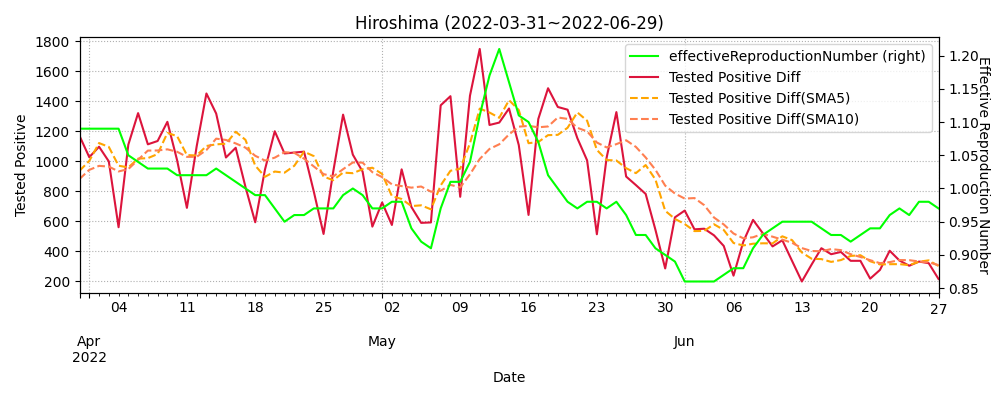 Hiroshima (2022-03-31~2022-06-29)
effectiveReproductionNumber (right)
Tested Positive Diff
Tested Positive Diff(SMA5)
Tested Positive Diff(SMA10)
Tested Positive
1800
1600
1400
1200
1000
800
600
400
200
1.20
1.15
1.10
1.05
1.00
0.95
0.90
0.85
Effective Reproduction Number
04 11 18 25 02 09 16 23 30 06 13 20 27
Apr May Jun
2022
Date